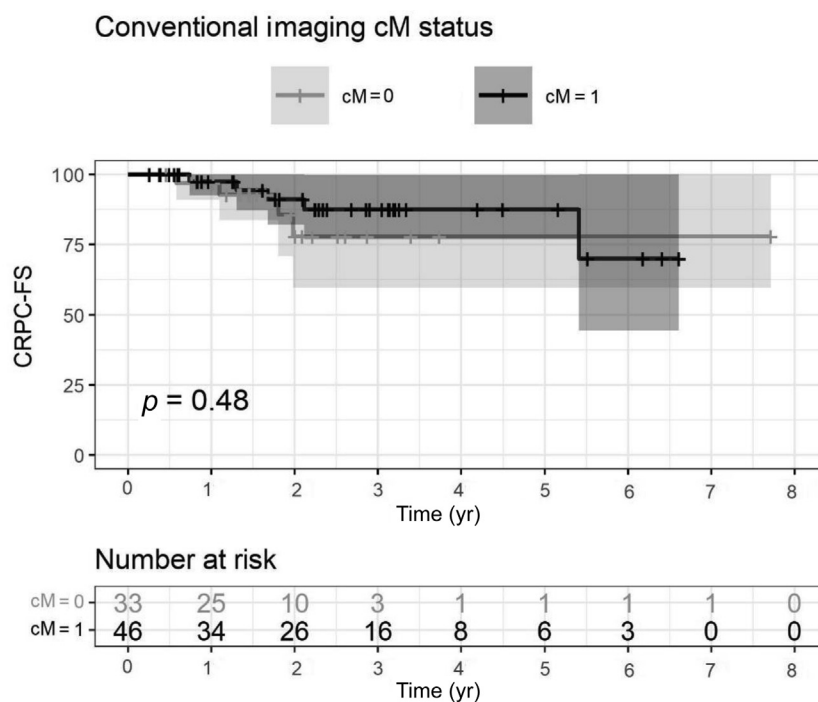 Conventional imaging cM status
cM = 0 cM = 1
100
75
50
25
0
CRPC-FS
p = 0.48
0 1 2 3 4 5 6 7 8
Time (yr)
Number at risk
cM = 0 33 25 10 3 1 1 1 1 0
cM = 1 46 34 26 16 8 6 3 0 0
0 1 2 3 4 5 6 7 8
Time (yr)